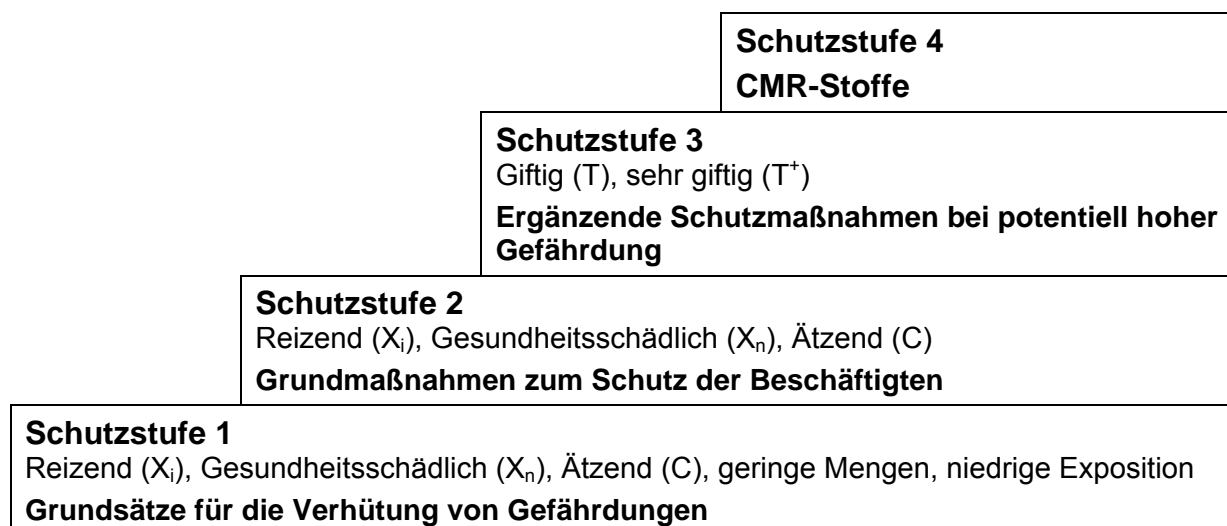 Schutzstufe 4
CMR-Stoffe
Schutzstufe 3
Giftig (T), sehr giftig (T⁺)
Ergänzende Schutzmaßnahmen bei potentiell hoher
Gefährdung
Schutzstufe 2
Reizend (Xᵢ), Gesundheitsschädlich (Xₙ), Ätzend (C)
Grundmaßnahmen zum Schutz der Beschäftigten
Schutzstufe 1
Reizend (Xᵢ), Gesundheitsschädlich (Xₙ), Ätzend (C), geringe Mengen, niedrige Exposition
Grundsätze für die Verhütung von Gefährdungen